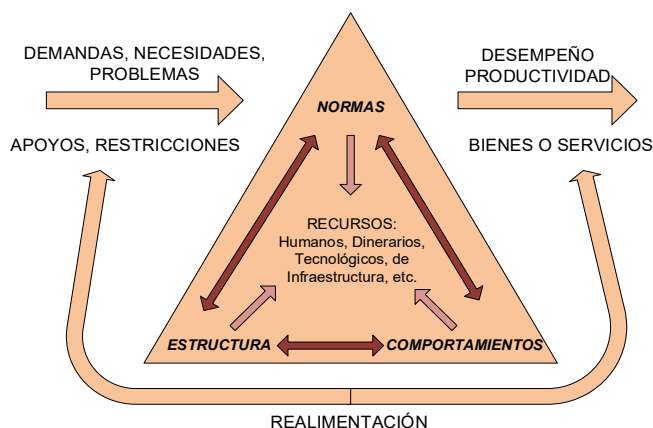 DEMANDAS, NECESIDADES,
PROBLEMAS
APOYOS, RESTRICCIONES
NORMAS
RECURSOS:
Humanos, Dinerarios,
Tecnológicos, de
Infraestructura, etc.
ESTRUCTURA
COMPORTAMIENTOS
DESEMPEÑO
PRODUCTIVIDAD
BIENES O SERVICIOS
REALIMENTACIÓN